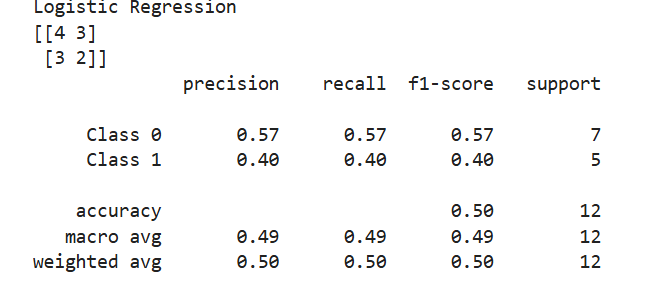 Logistic Regression
[[4 3]
[3 2]]
precision recall f1-score support
Class 0 0.57 0.57 0.57 7
Class 1 0.40 0.40 0.40 5
accuracy 0.50 12
macro avg 0.49 0.49 0.49 12
weighted avg 0.50 0.50 0.50 12